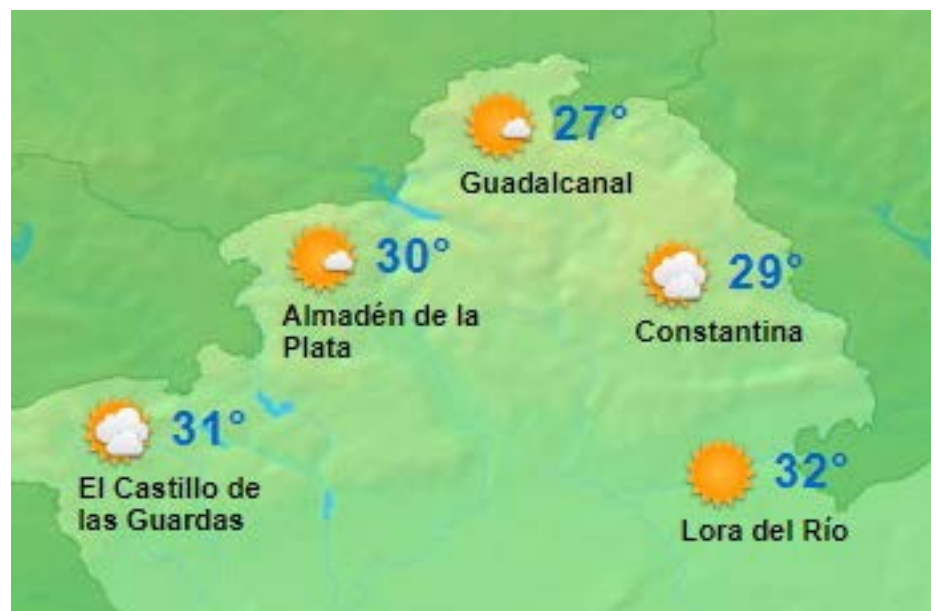 27°
Guadalcanal
30°
Almadén de la
Plata
29°
Constantina
31°
El Castillo de
las Guardas
32°
Lora del Río